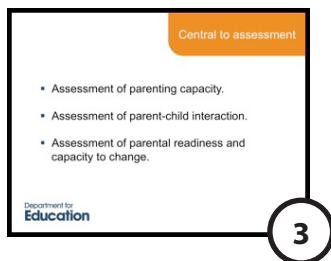 Central to assessment
▪ Assessment of parenting capacity.
▪ Assessment of parent-child interaction.
▪ Assessment of parental readiness and
capacity to change.
Department for
Education
3